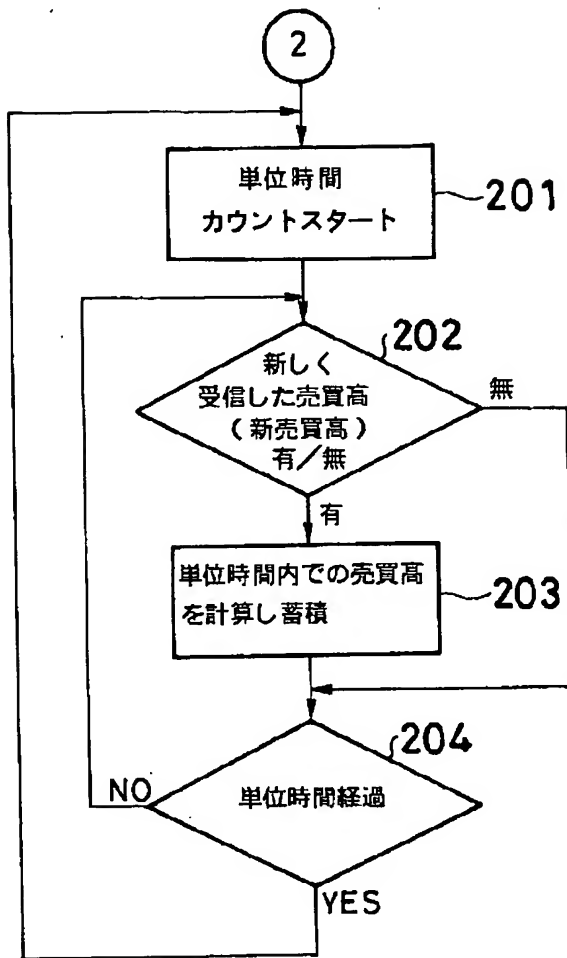 2
単位時間
カウントスタート
201
202
新しく
受信した売買高
(新売買高)
有/無
無
有
単位時間内での売買高
を計算し蓄積
203
204
単位時間経過
NO
YES